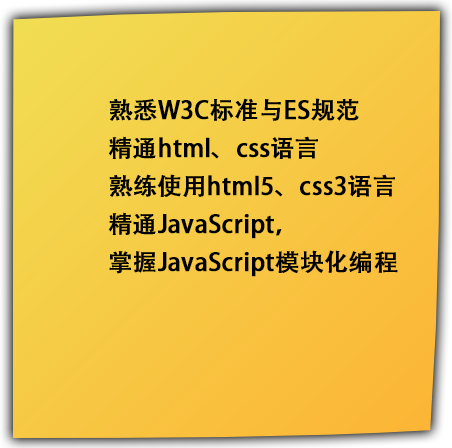 熟悉W3C标准与ES规范
精通html、css语言
熟练使用html5、css3语言
精通JavaScript,
掌握JavaScript模块化编程